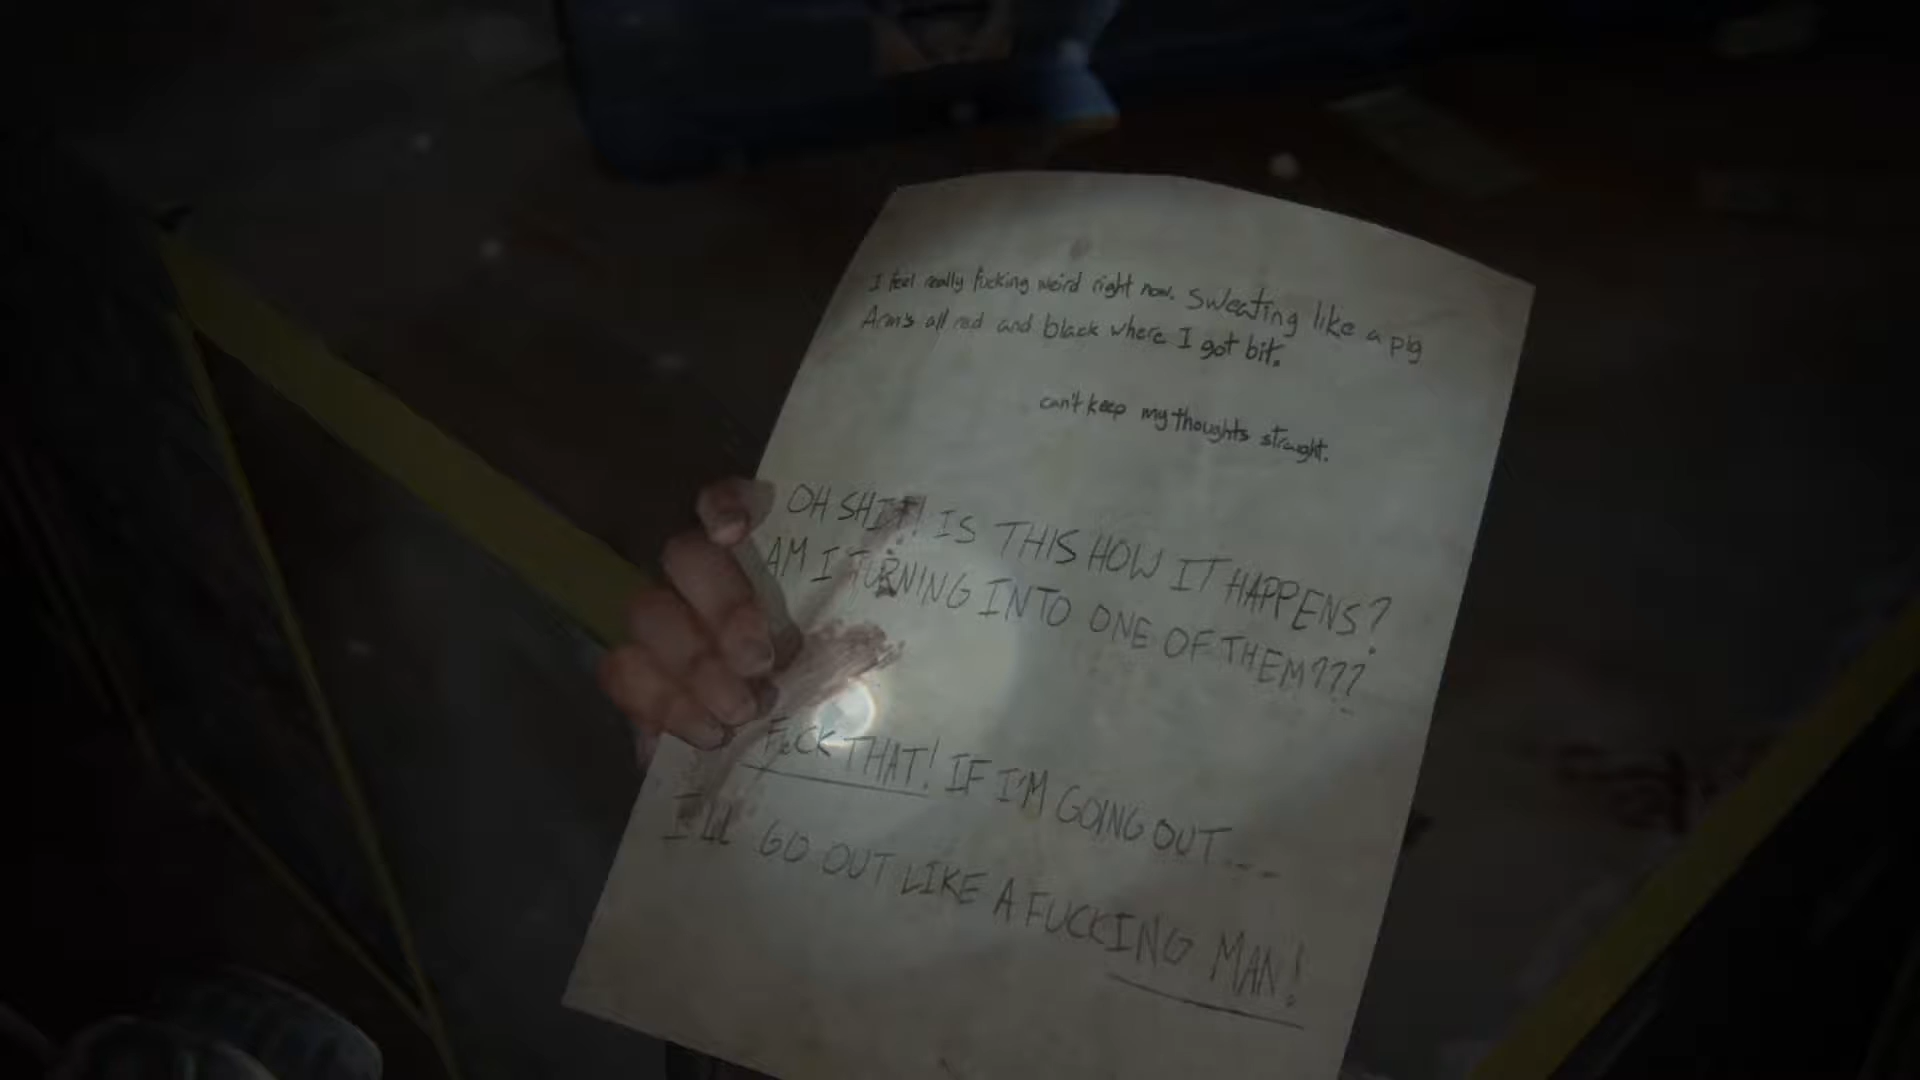 I feel really fucking weird right now. Sweating like a pig
Arm's all red and black where I got bit.
can't keep my thoughts straight.
OH SHIT! IS THIS HOW IT HAPPENS?
AM I TURNING INTO ONE OF THEM???
FUCK THAT! IF I'M GOING OUT...
I'LL GO OUT LIKE A FUCKING MAN!